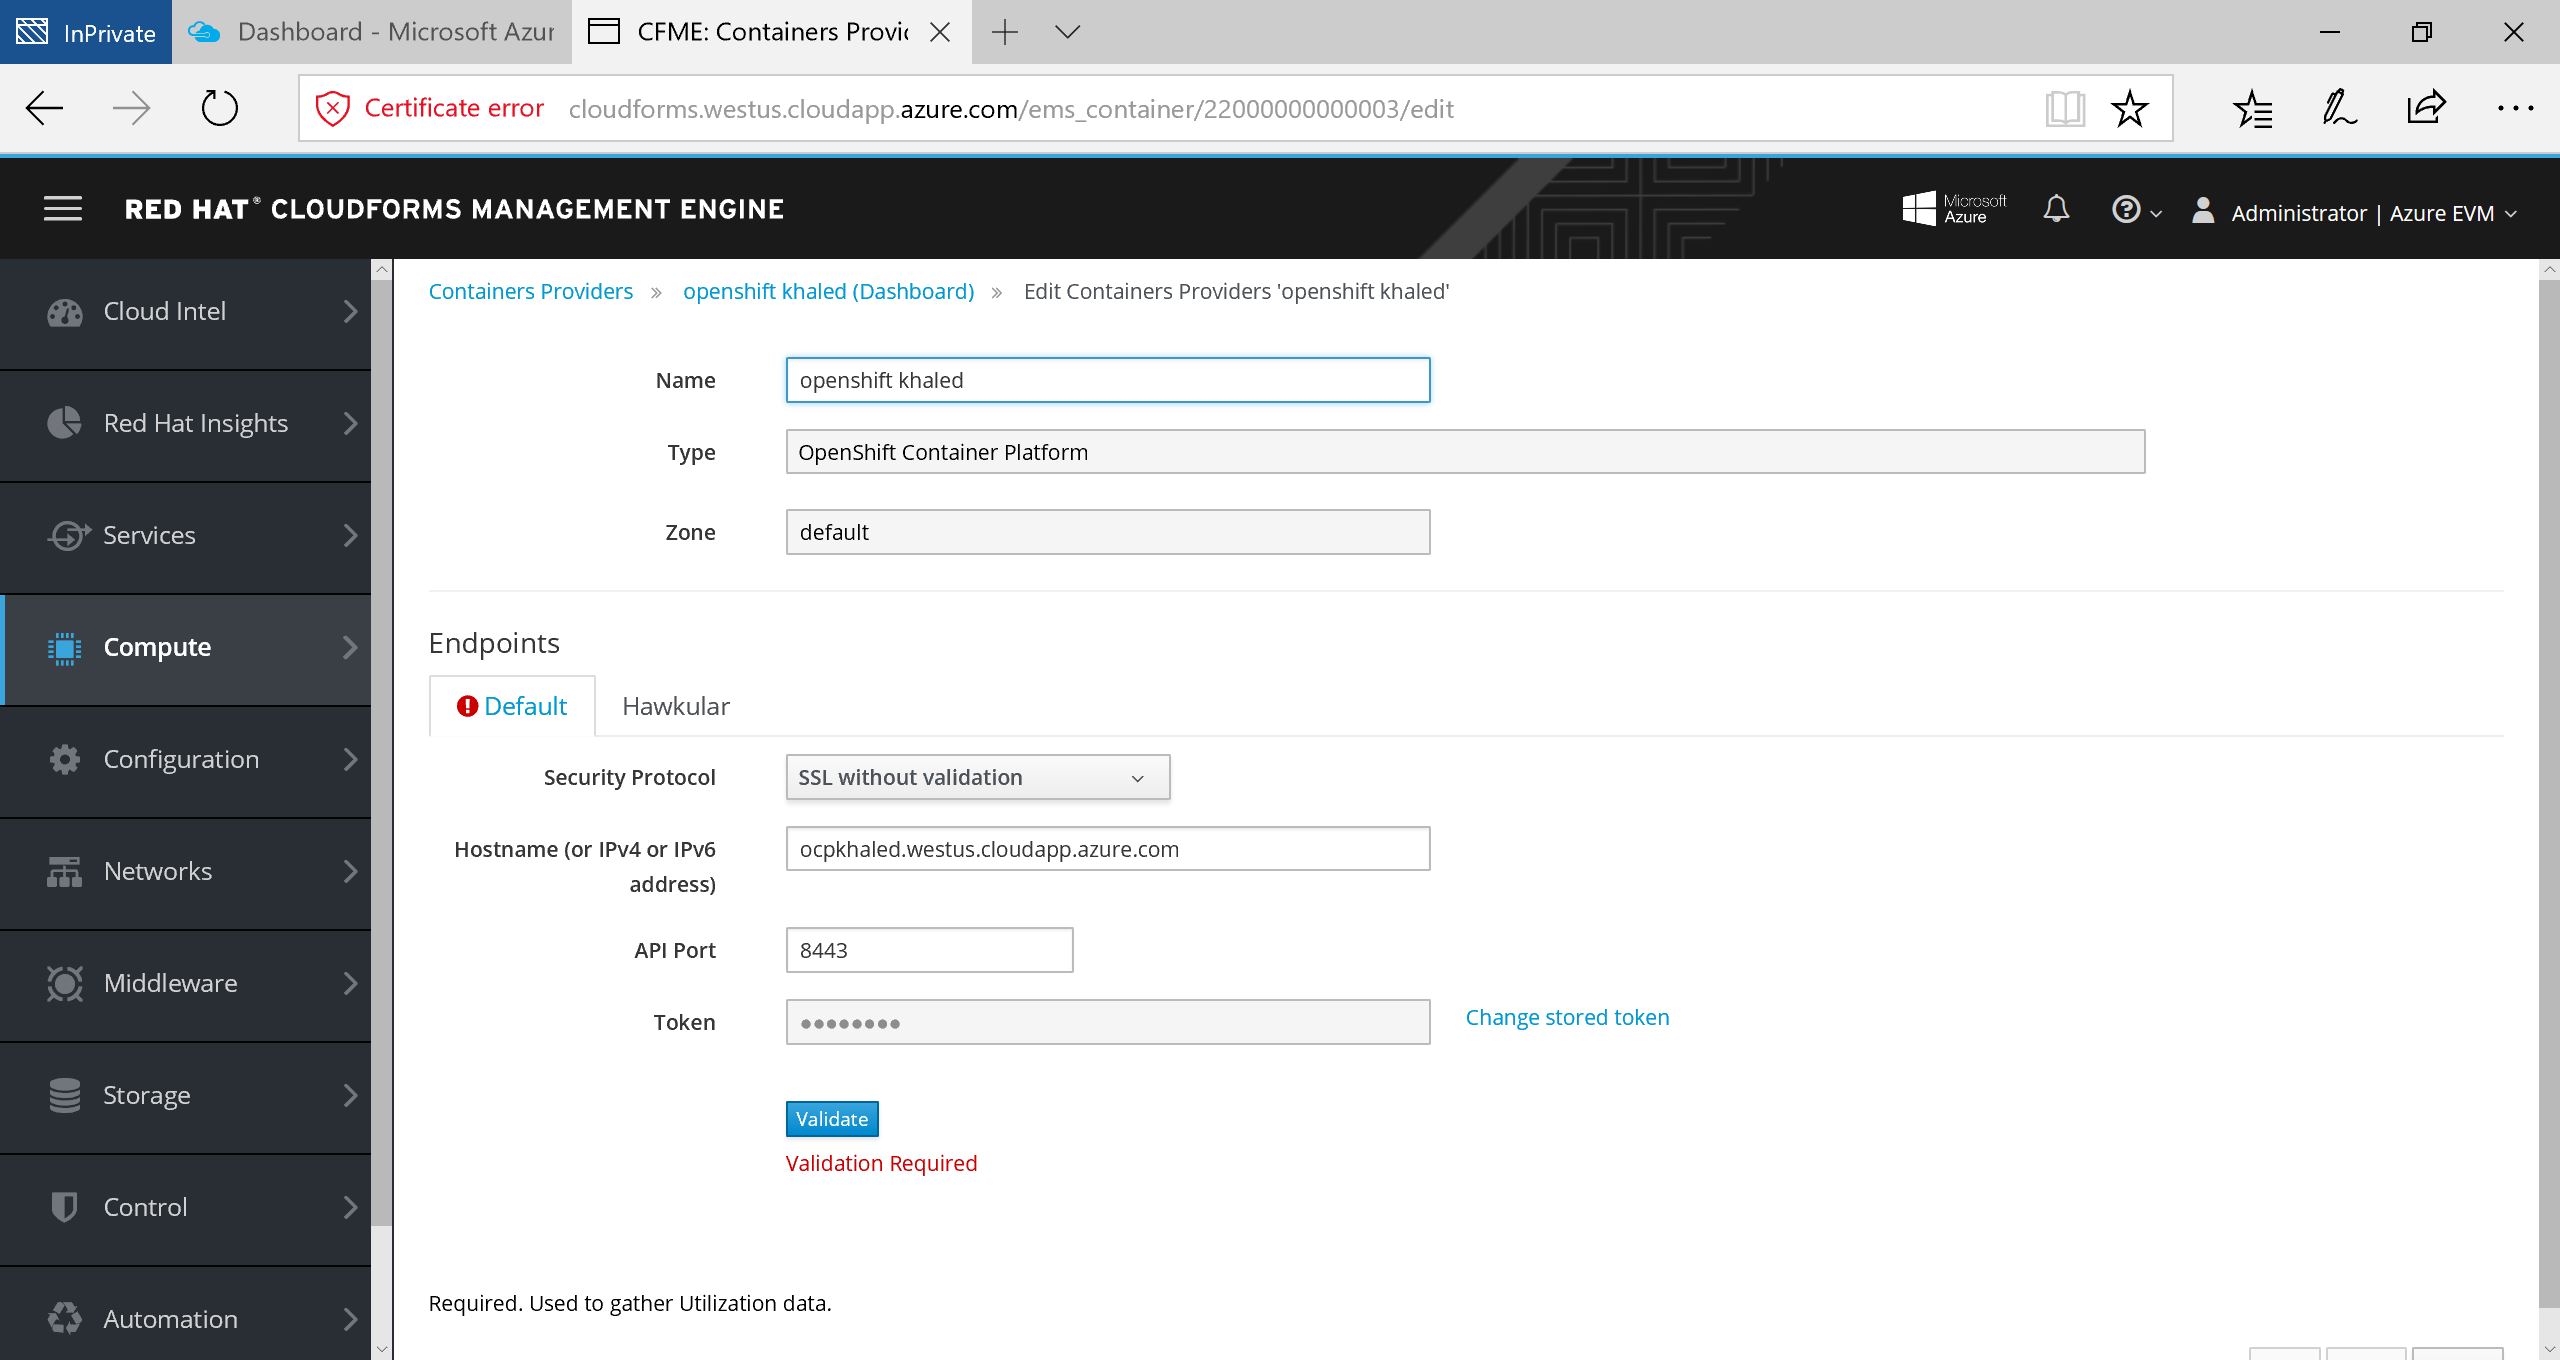 InPrivate
Dashboard - Microsoft Azur
CFME: Containers Provi
Certificate error
cloudforms.westus.cloudapp.azure.com/ems_container/22000000000003/edit
RED HAT® CLOUDFORMS MANAGEMENT ENGINE
Microsoft
Azure
Administrator | Azure EVM
Cloud Intel
Red Hat Insights
Services
Compute
Configuration
Networks
Middleware
Storage
Control
Automation
Containers Providers » openshift khaled (Dashboard) » Edit Containers Providers 'openshift khaled'
Name
openshift khaled
Type
OpenShift Container Platform
Zone
default
Endpoints
Default
Hawkular
Security Protocol
SSL without validation
Hostname (or IPv4 or IPv6
address)
ocpkhaled.westus.cloudapp.azure.com
API Port
8443
Token
••••••••
Change stored token
Validate
Validation Required
Required. Used to gather Utilization data.